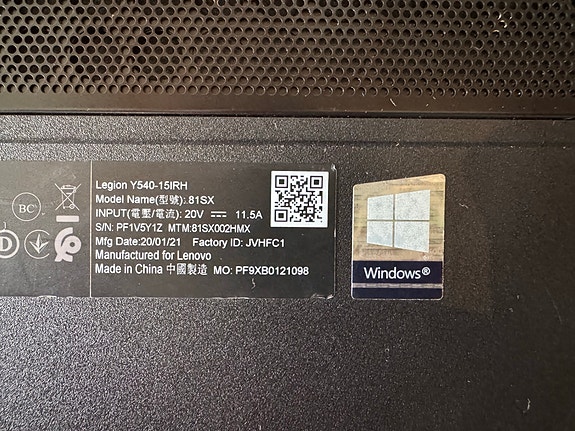 Legion Y540-15IRH
Model Name(型號):.81SX
INPUT(電壓/電流): 20V ⎓ 11.5A
S/N: PF1V5Y1Z MTM:81SX002HMX
Mfg Date:20/01/21 Factory ID: JVHFC1
Manufactured for Lenovo
Made in China 中國製造 MO: PF9XB0121098
BC
D
Windows®